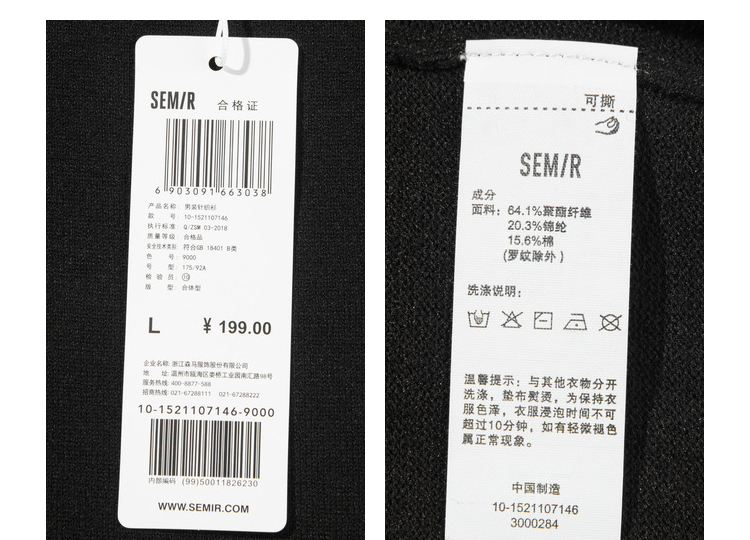 SEM/R 合格证
6 903091 663038
产品名称: 男装针织衫
款 号: 10-1521107146
执行标准: Q/ZSM 03-2018
质量等级: 合格品
安全技术类别: 符合GB 18401 B类
色 号: 9000
号 型: 175/92A
检 验 员: 10
版 型: 合体型
L ¥ 199.00
企业名称: 浙江森马服饰股份有限公司
地 址: 温州市瓯海区娄桥工业园南汇路98号
服务热线: 400-8877-588
招商热线: 021-67288111 021-67288222
10-1521107146-9000
内部编码 (99)50011826230
WWW.SEMIR.COM
可撕
SEM/R
成分
面料: 64.1%聚酯纤维
20.3%锦纶
15.6%棉
(罗纹除外)
洗涤说明:
温馨提示: 与其他衣物分开
洗涤, 垫布熨烫, 为保持衣
服色泽, 衣服浸泡时间不可
超过10分钟, 如有轻微褪色
属正常现象。
中国制造
10-1521107146
3000284